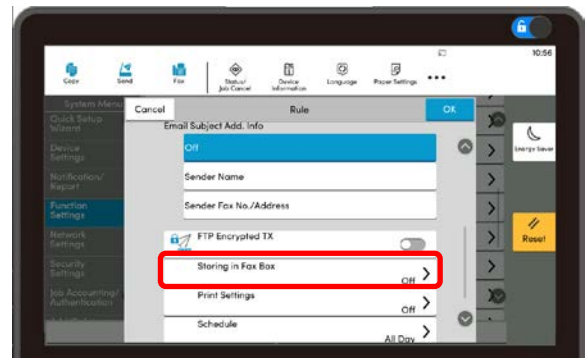 10:56
Copy
Send
Fax
Status/
Job Cancel
Device
Information
Language
Paper Settings
System Menu
Cancel
Rule
OK
Quick Setup
Wizard
Email Subject Add. Info
Off
Device
Settings
Energy Saver
Sender Name
Notification/
Report
Sender Fax No./Address
Function
Settings
FTP Encrypted TX
Network
Settings
Reset
Storing in Fax Box
Off
Security
Settings
Print Settings
Off
Job Accounting/
Authentication
Schedule
All Day